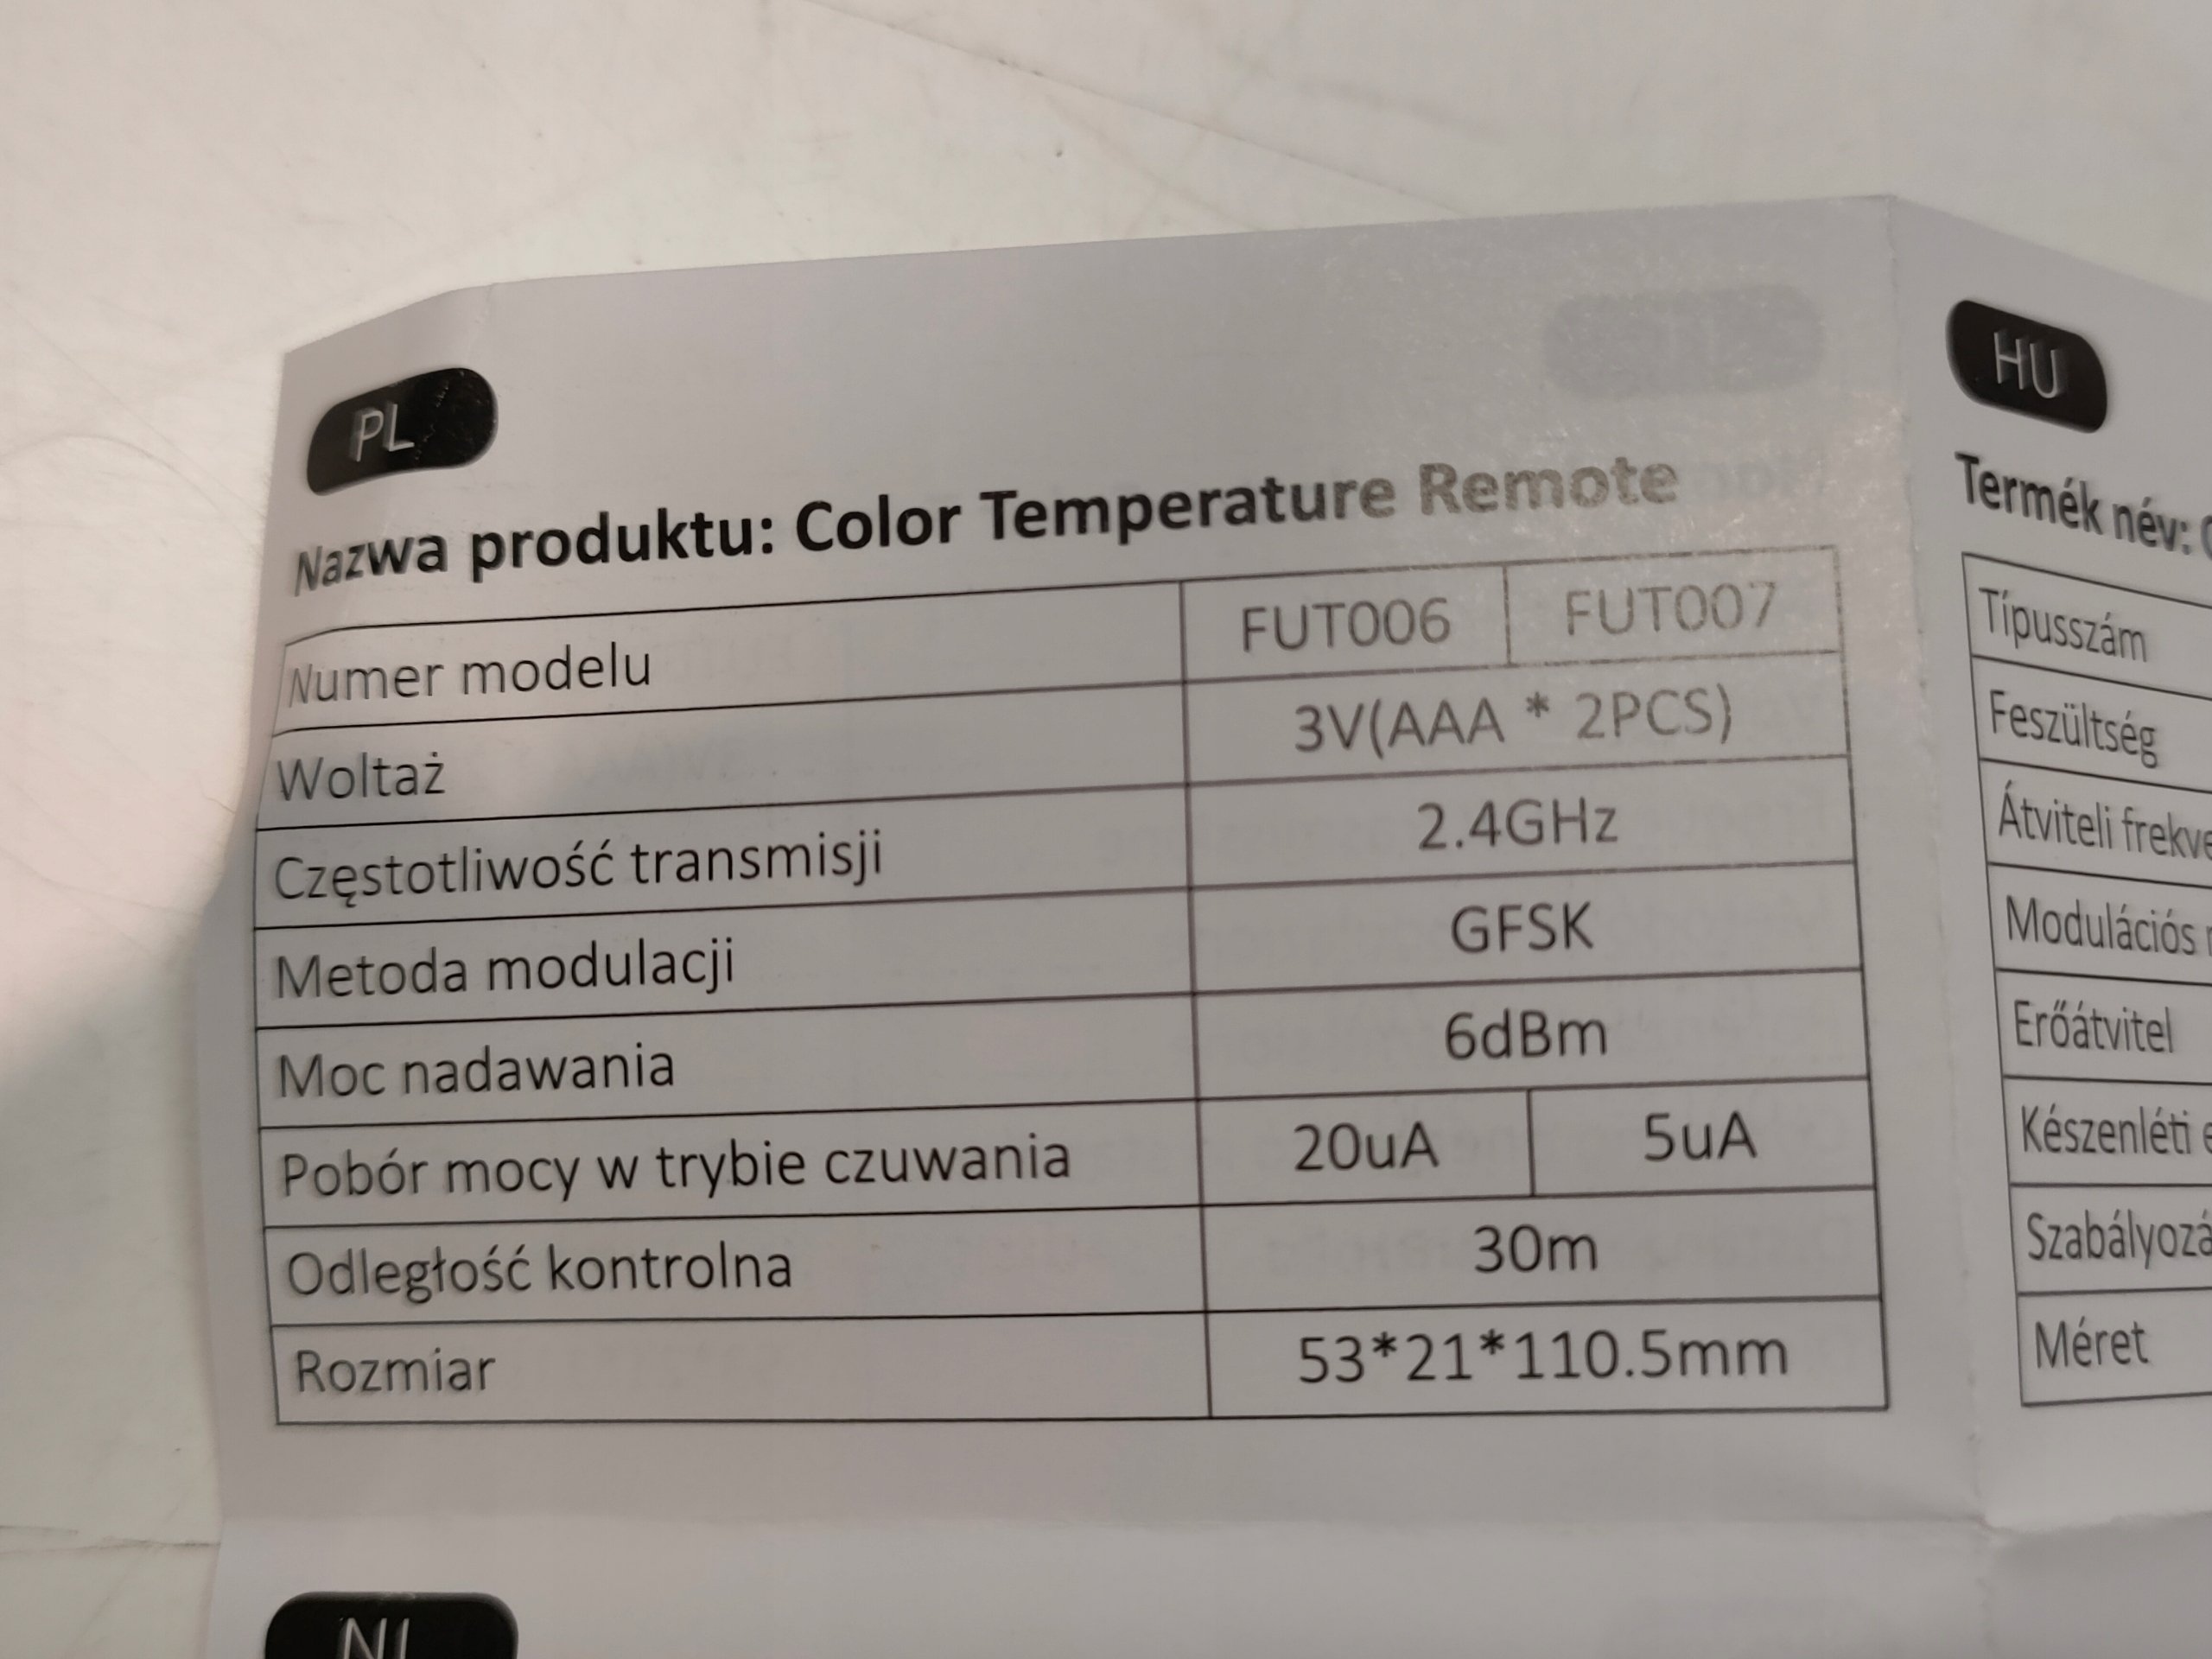 PL
Nazwa produktu: Color Temperature Remote
Numer modelu FUT006 FUT007
Woltaż 3V(AAA * 2PCS)
Częstotliwość transmisji 2.4GHz
Metoda modulacji GFSK
Moc nadawania 6dBm
Pobór mocy w trybie czuwania 20uA 5uA
Odległość kontrolna 30m
Rozmiar 53*21*110.5mm
HU
Termék név:
Típusszám
Feszültség
Átviteli
Modulációs
Erőátvitel
Készenléti
Méret